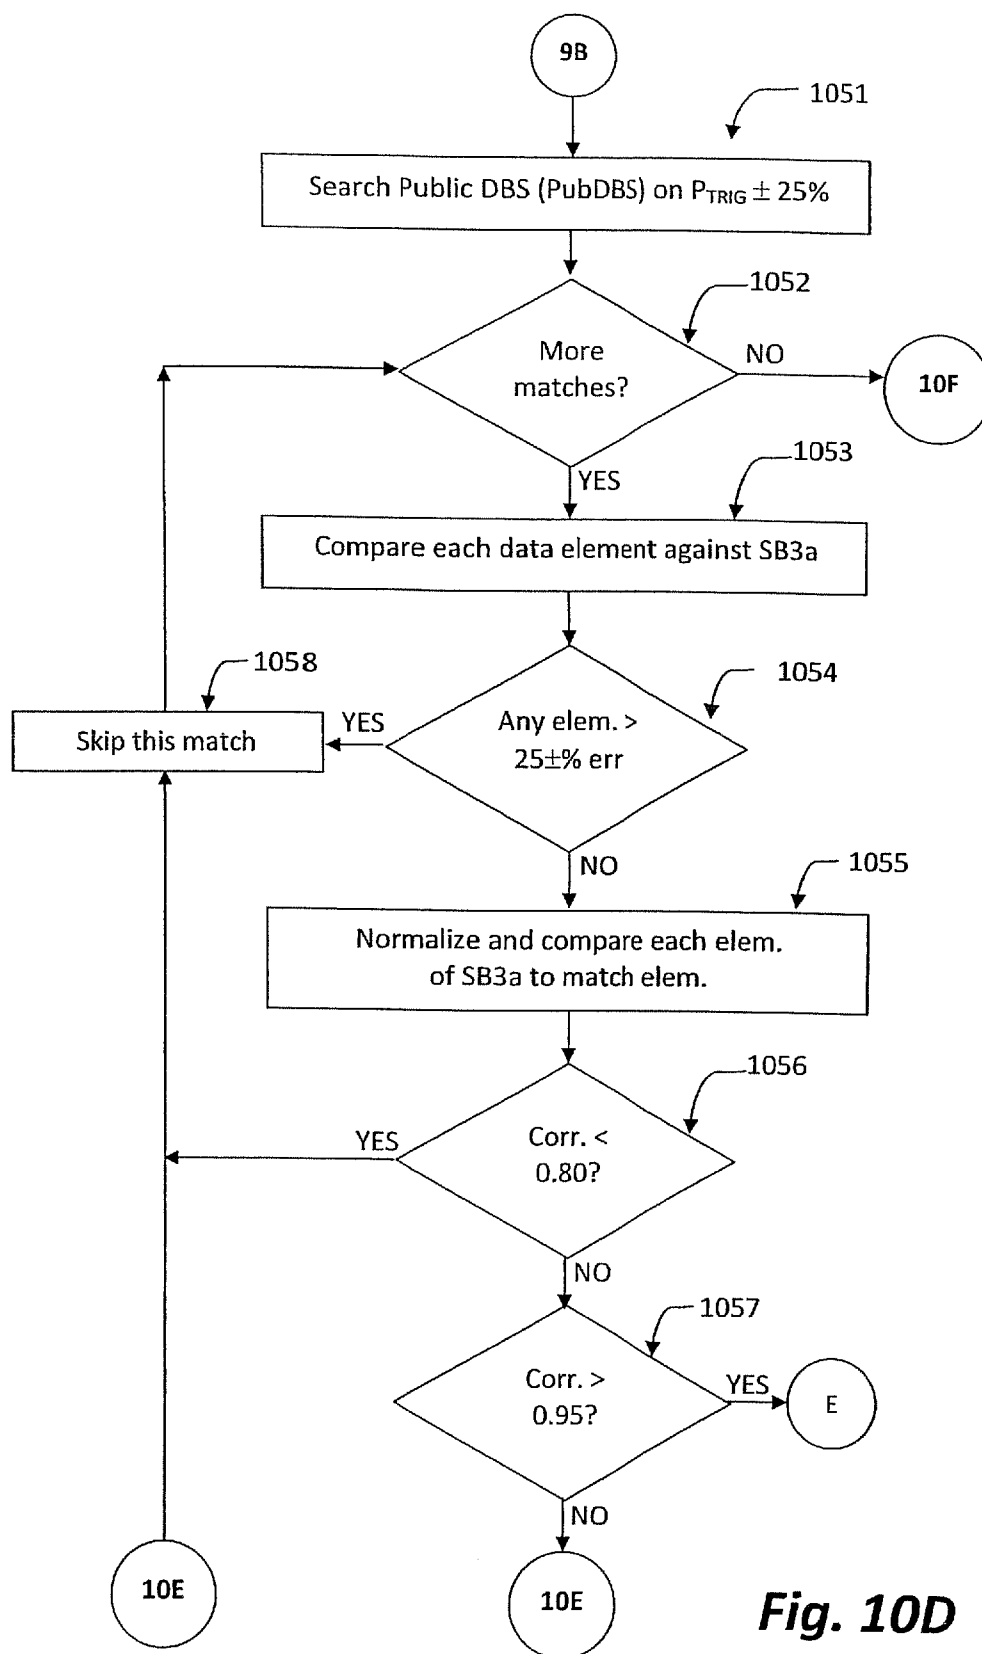 9B
1051
Search Public DBS (PubDBS) on PTRIG ± 25%
1052
More
matches?
NO
10F
YES
1053
Compare each data element against SB3a
1058
Skip this match
YES
1054
Any elem. >
25±% err
NO
1055
Normalize and compare each elem.
of SB3a to match elem.
1056
YES
Corr. <
0.80?
NO
1057
Corr. >
0.95?
YES
E
NO
10E
10E
Fig. 10D